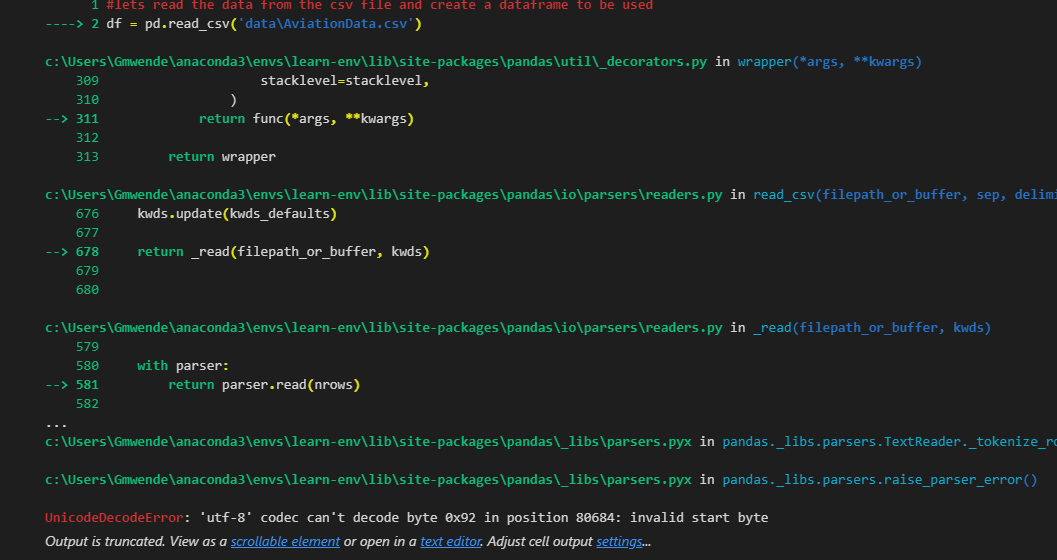 1 #lets read the data from the csv file and create a dataframe to be used
----> 2 df = pd.read_csv('data\AviationData.csv')
c:\Users\Gmwende\anaconda3\envs\learn-env\lib\site-packages\pandas\util\_decorators.py in wrapper(*args, **kwargs)
309                     stacklevel=stacklevel,
310                 )
--> 311             return func(*args, **kwargs)
312
313         return wrapper
c:\Users\Gmwende\anaconda3\envs\learn-env\lib\site-packages\pandas\io\parsers\readers.py in read_csv(filepath_or_buffer, sep, delimi
676     kwds.update(kwds_defaults)
677
--> 678     return _read(filepath_or_buffer, kwds)
679
680
c:\Users\Gmwende\anaconda3\envs\learn-env\lib\site-packages\pandas\io\parsers\readers.py in _read(filepath_or_buffer, kwds)
579
580     with parser:
--> 581         return parser.read(nrows)
582
...
c:\Users\Gmwende\anaconda3\envs\learn-env\lib\site-packages\pandas\_libs\parsers.pyx in pandas._libs.parsers.TextReader._tokenize_ro
c:\Users\Gmwende\anaconda3\envs\learn-env\lib\site-packages\pandas\_libs\parsers.pyx in pandas._libs.parsers.raise_parser_error()
UnicodeDecodeError: 'utf-8' codec can't decode byte 0x92 in position 80684: invalid start byte
Output is truncated. View as a scrollable element or open in a text editor. Adjust cell output settings...